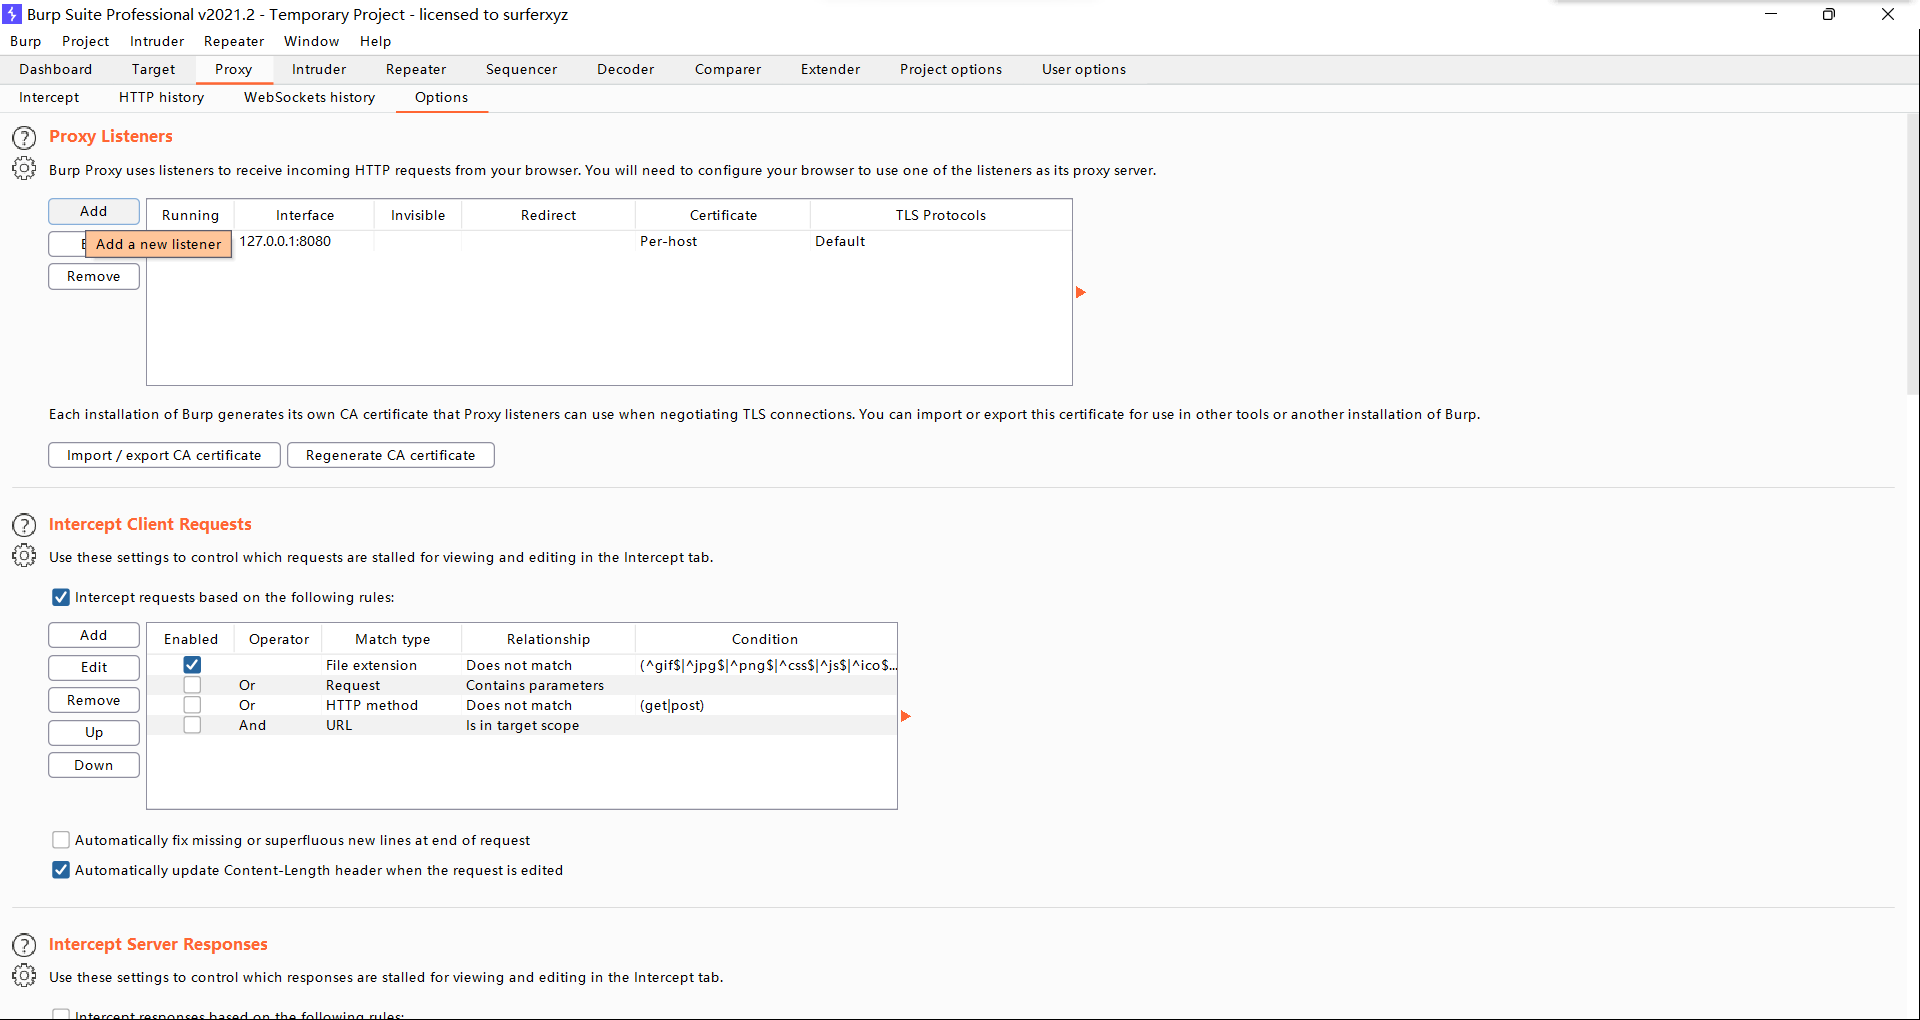 Burp Suite Professional v2021.2 - Temporary Project - licensed to surferxyz
Burp Project Intruder Repeater Window Help
Dashboard Target Proxy Intruder Repeater Sequencer Decoder Comparer Extender Project options User options
Intercept HTTP history WebSockets history Options
Proxy Listeners
Burp Proxy uses listeners to receive incoming HTTP requests from your browser. You will need to configure your browser to use one of the listeners as its proxy server.
Add
Running Interface Invisible Redirect Certificate TLS Protocols
Add a new listener
127.0.0.1:8080 Per-host Default
Remove
Each installation of Burp generates its own CA certificate that Proxy listeners can use when negotiating TLS connections. You can import or export this certificate for use in other tools or another installation of Burp.
Import / export CA certificate Regenerate CA certificate
Intercept Client Requests
Use these settings to control which requests are stalled for viewing and editing in the Intercept tab.
Intercept requests based on the following rules:
Add
Edit
Remove
Up
Down
Enabled Operator Match type Relationship Condition
File extension Does not match (^gif$|^jpg$|^png$|^css$|^js$|^ico$...
Or Request Contains parameters
Or HTTP method Does not match (get|post)
And URL Is in target scope
Automatically fix missing or superfluous new lines at end of request
Automatically update Content-Length header when the request is edited
Intercept Server Responses
Use these settings to control which responses are stalled for viewing and editing in the Intercept tab.
Intercept responses based on the following rules: